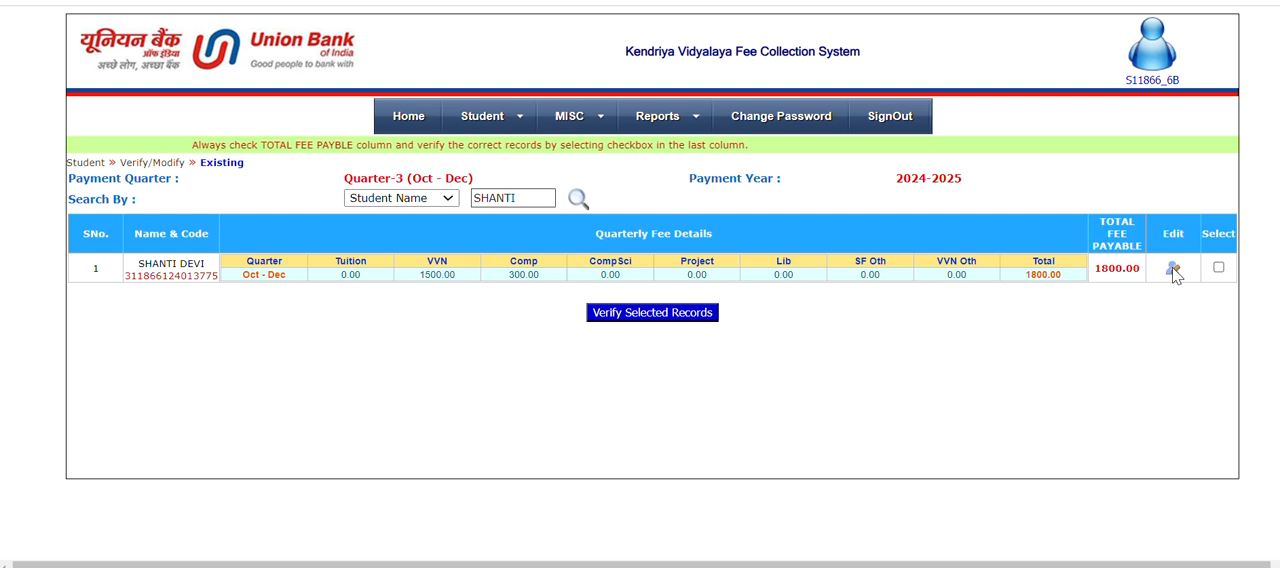 यूनियन बैंक
ऑफ इंडिया
अच्छे लोग, अच्छा बैंक
Union Bank
of India
Good people to bank with
Kendriya Vidyalaya Fee Collection System
S11866_6B
Home Student MISC Reports Change Password SignOut
Always check TOTAL FEE PAYBLE column and verify the correct records by selecting checkbox in the last column.
Student » Verify/Modify » Existing
Payment Quarter : Quarter-3 (Oct - Dec) Payment Year : 2024-2025
Search By : Student Name SHANTI
SNo. Name & Code Quarterly Fee Details TOTAL FEE PAYABLE Edit Select
1 SHANTI DEVI 311866124013775
Quarter Tuition VVN Comp CompSci Project Lib SF Oth VVN Oth Total
Oct - Dec 0.00 1500.00 300.00 0.00 0.00 0.00 0.00 0.00 1800.00
1800.00
Verify Selected Records